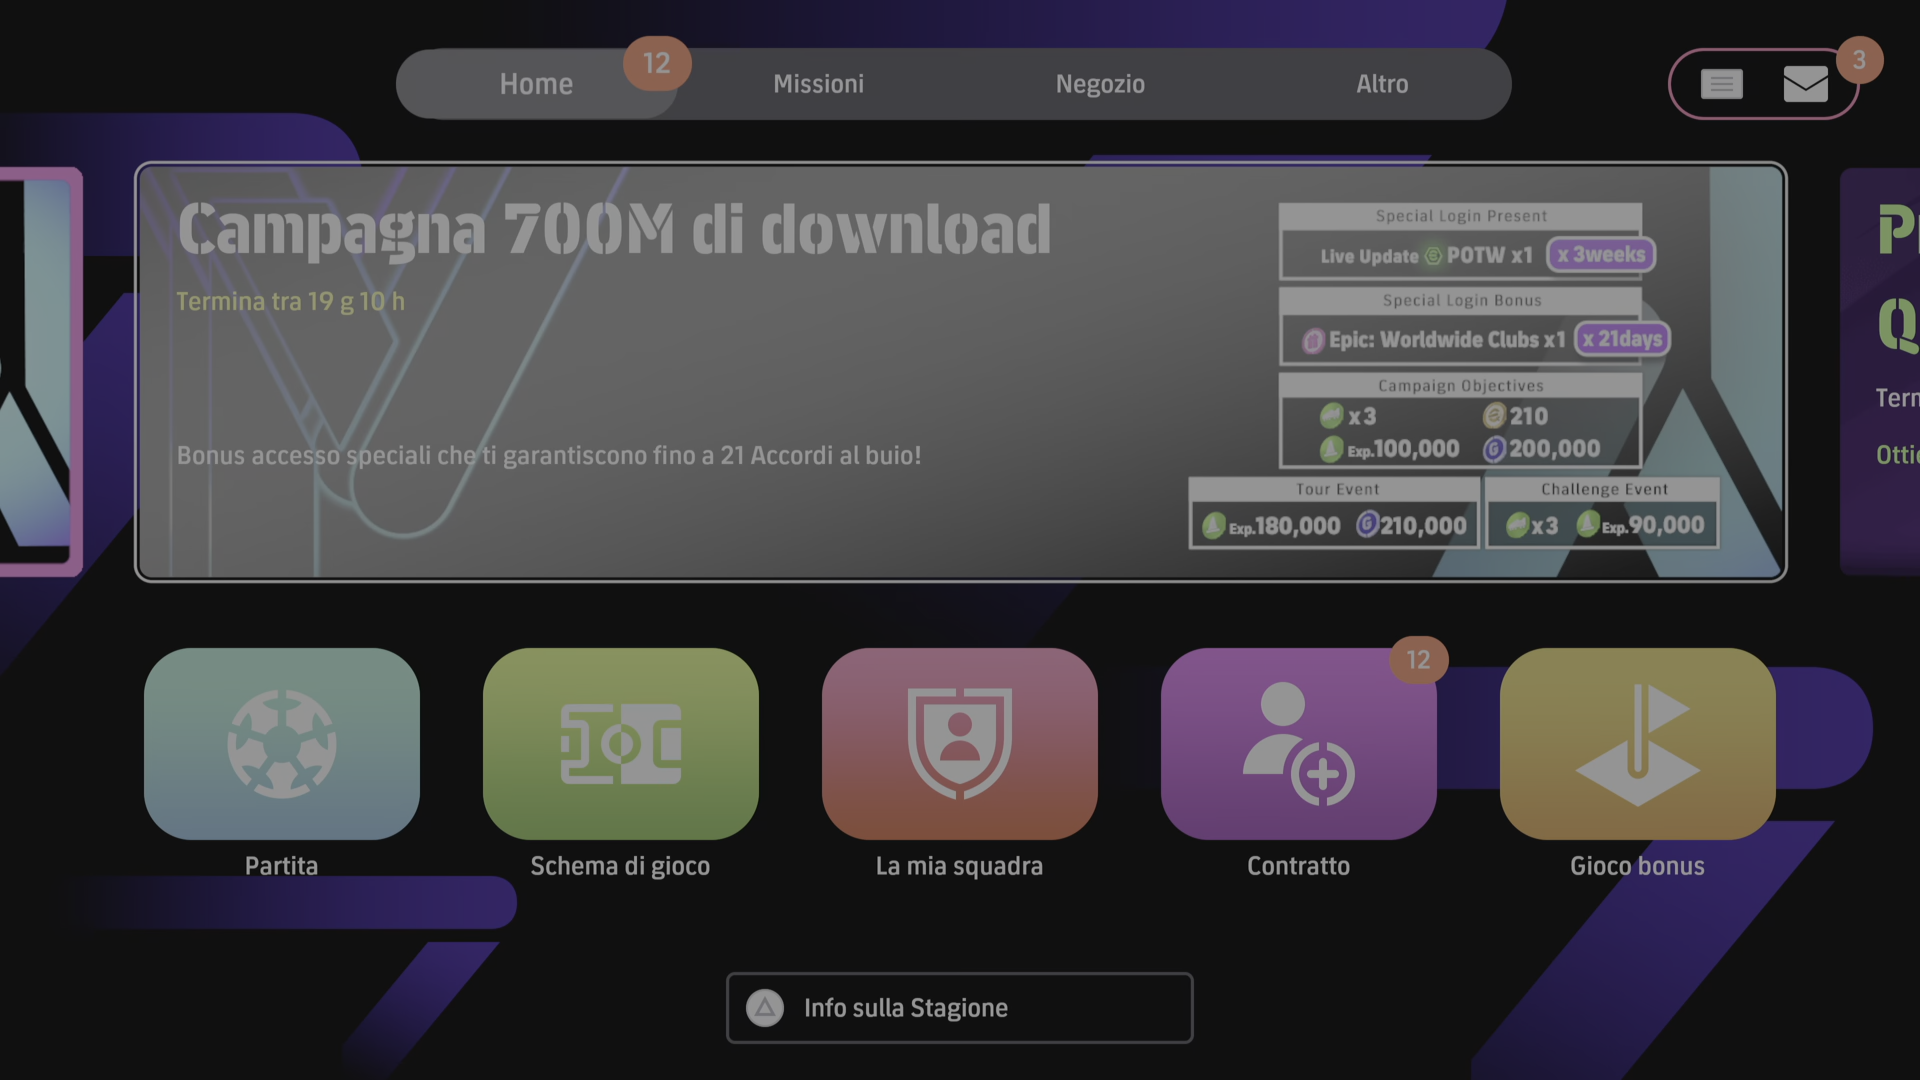 Home
12
Missioni
Negozio
Altro
3
Campagna 700M di download
Termina tra 19 g 10 h
Bonus accesso speciali che ti garantiscono fino a 21 Accordi al buio!
Special Login Present
Live Update POTW x1 x 3weeks
Special Login Bonus
Epic: Worldwide Clubs x1 x 21days
Campaign Objectives
x3 210
Exp.100,000 G 200,000
Tour Event
Exp.180,000 G 210,000
Challenge Event
x3 Exp.90,000
Q
Partita
Schema di gioco
La mia squadra
12
Contratto
Gioco bonus
Info sulla Stagione